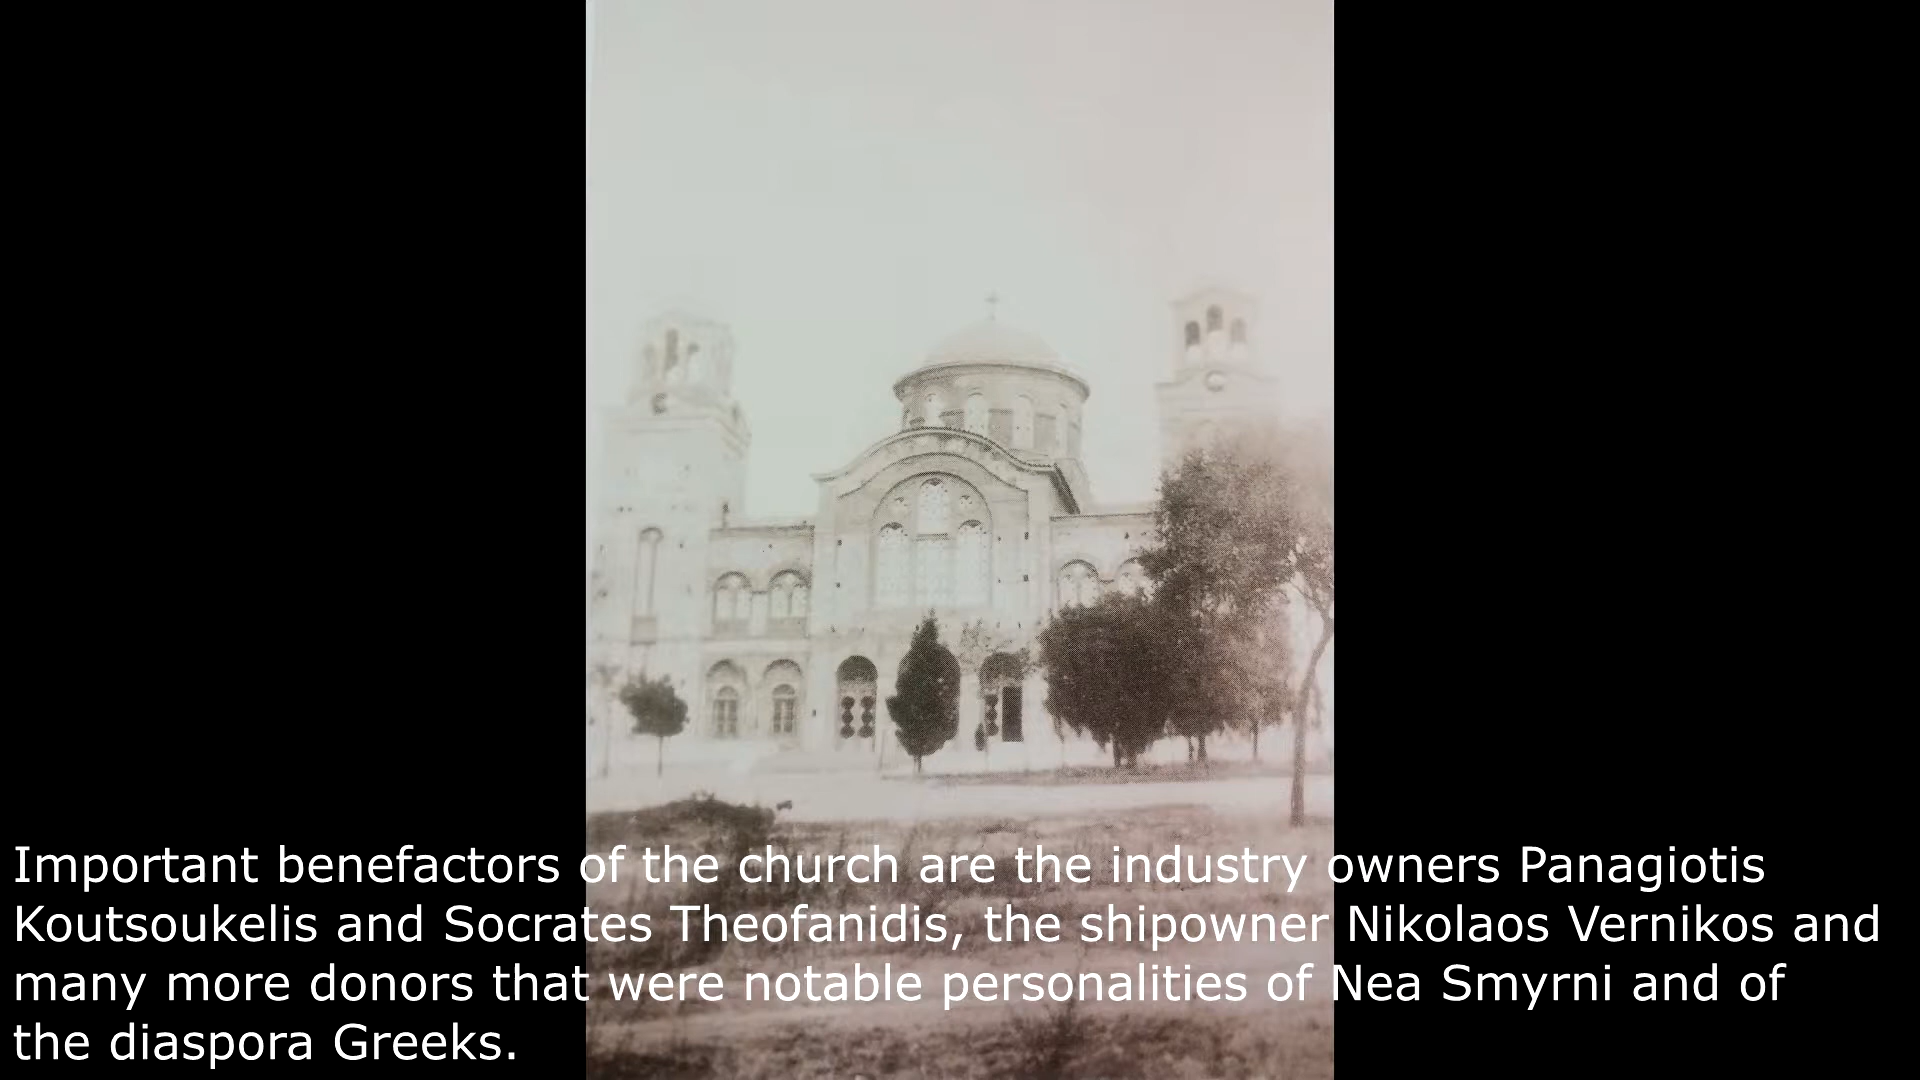 Important benefactors of the church are the industry owners Panagiotis
Koutsoukelis and Socrates Theofanidis, the shipowner Nikolaos Vernikos and
many more donors that were notable personalities of Nea Smyrni and of
the diaspora Greeks.